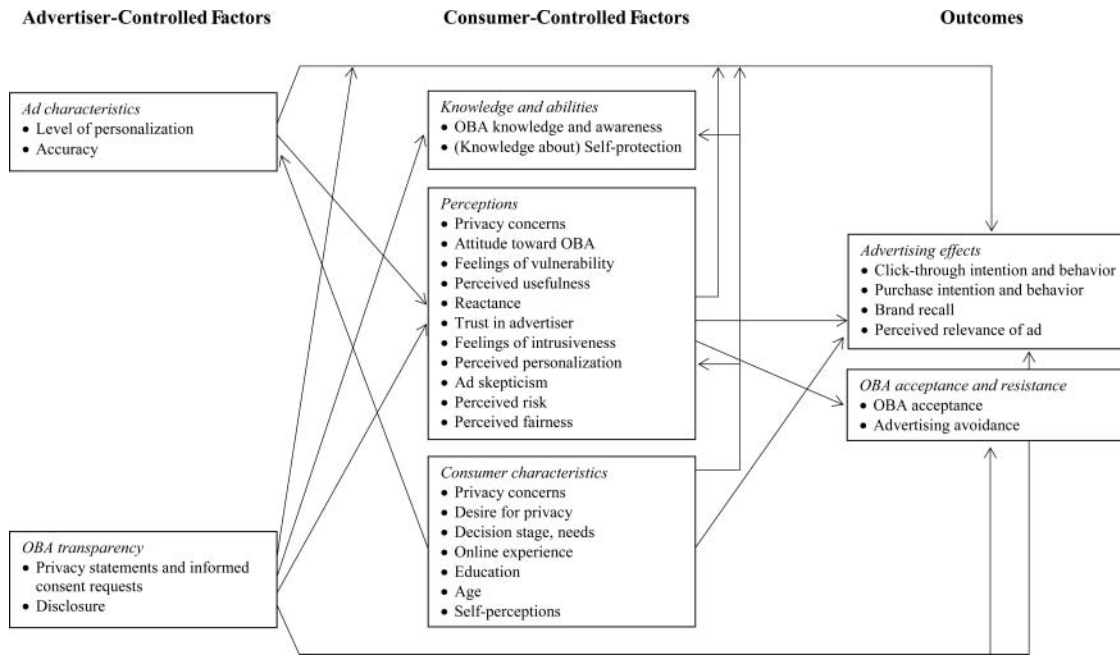 Advertiser-Controlled Factors
Consumer-Controlled Factors
Outcomes
Ad characteristics
• Level of personalization
• Accuracy
Knowledge and abilities
• OBA knowledge and awareness
• (Knowledge about) Self-protection
Perceptions
• Privacy concerns
• Attitude toward OBA
• Feelings of vulnerability
• Perceived usefulness
• Reactance
• Trust in advertiser
• Feelings of intrusiveness
• Perceived personalization
• Ad skepticism
• Perceived risk
• Perceived fairness
Advertising effects
• Click-through intention and behavior
• Purchase intention and behavior
• Brand recall
• Perceived relevance of ad
OBA acceptance and resistance
• OBA acceptance
• Advertising avoidance
Consumer characteristics
• Privacy concerns
• Desire for privacy
• Decision stage, needs
• Online experience
• Education
• Age
• Self-perceptions
OBA transparency
• Privacy statements and informed
consent requests
• Disclosure